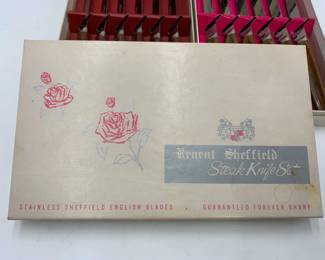 Regent Sheffield
Steak Knife Set
STAINLESS SHEFFIELD ENGLISH BLADES . GUARANTEED FOREVER SHARP